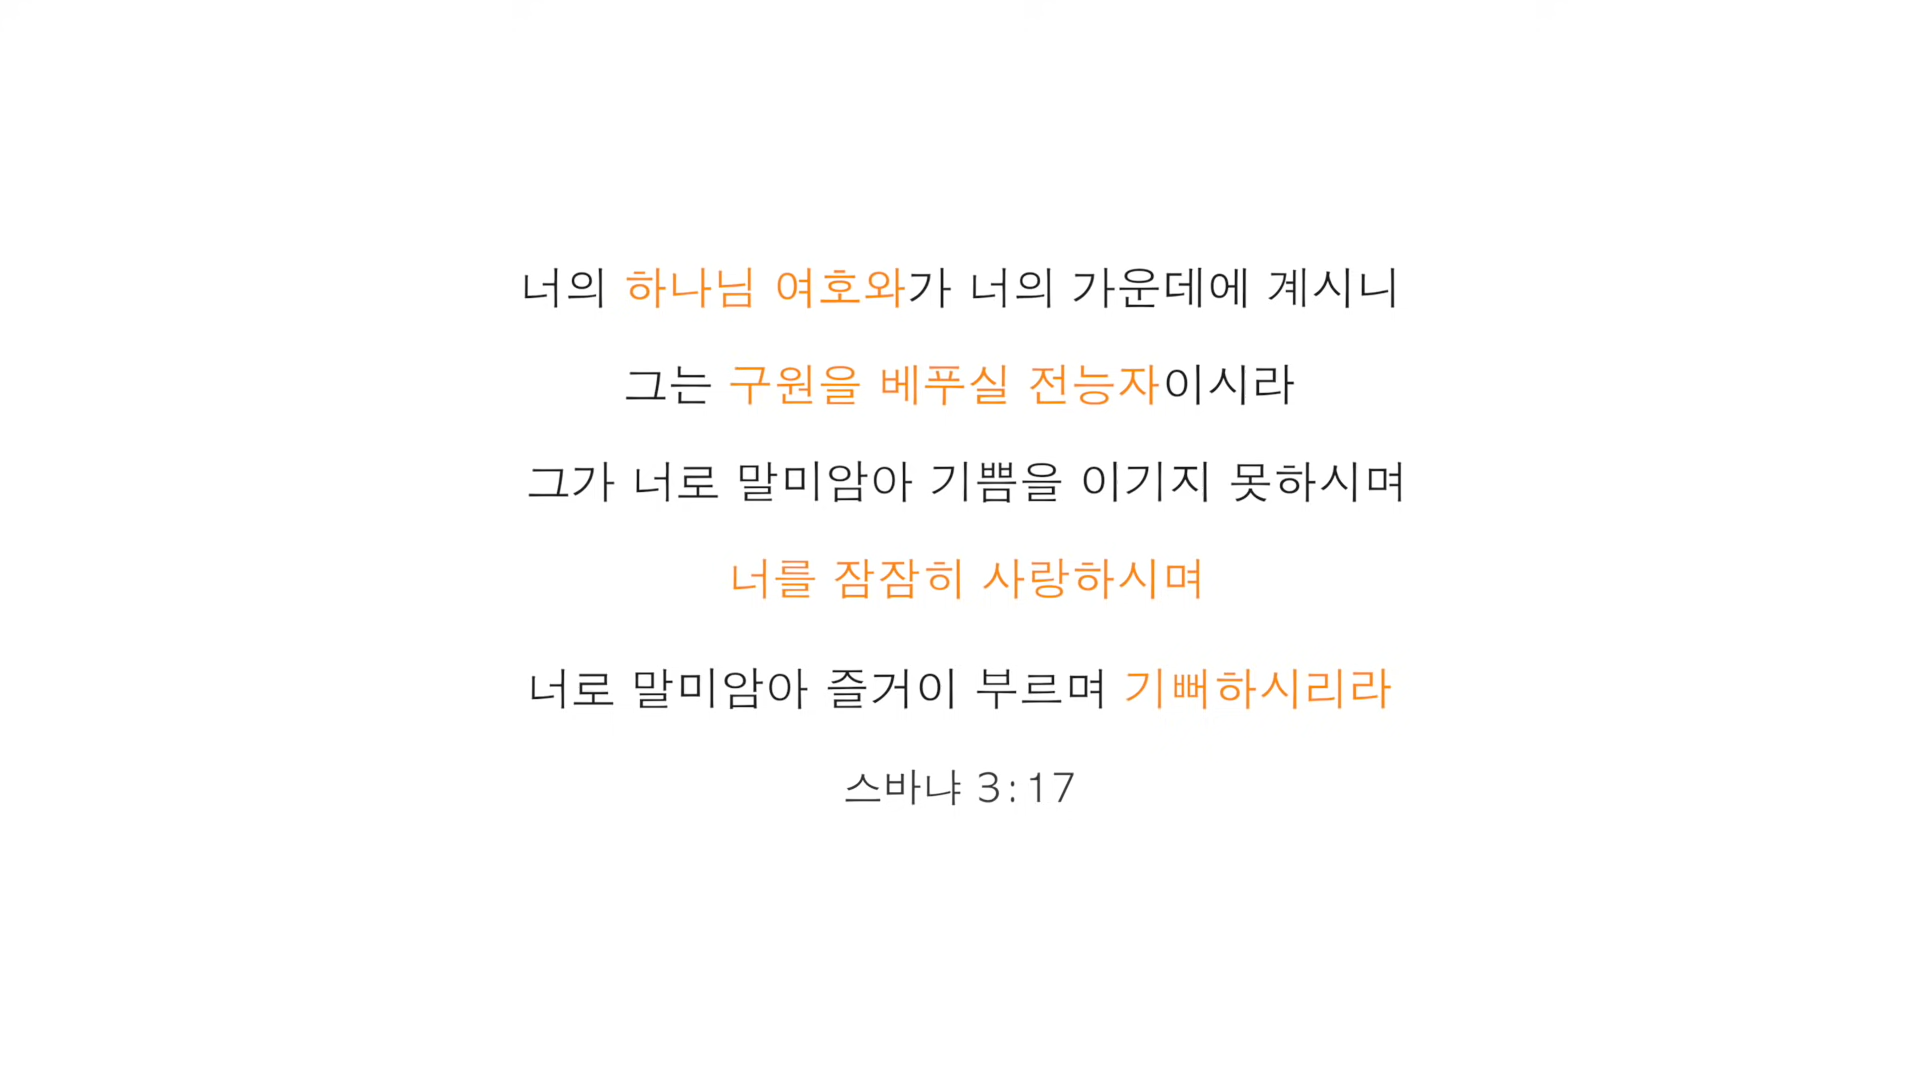 너의 하나님 여호와가 너의 가운데에 계시니
그는 구원을 베푸실 전능자이시라
그가 너로 말미암아 기쁨을 이기지 못하시며
너를 잠잠히 사랑하시며
너로 말미암아 즐거이 부르며 기뻐하시리라
스바냐 3:17